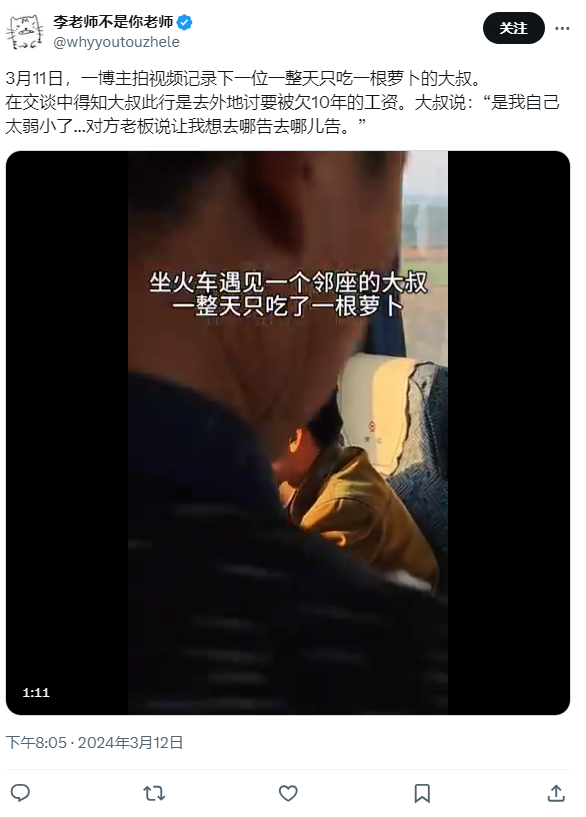 李老师不是你老师
@whyyoutouzhele
关注
3月11日，一博主拍视频记录下一位一整天只吃一根萝卜的大叔。
在交谈中得知大叔此行是去外地讨要被欠10年的工资。大叔说：“是我自己
太弱小了...对方老板说让我想去哪告去哪儿告。”
坐火车遇见一个邻座的大叔
一整天只吃了一根萝卜
1:11
下午8:05 · 2024年3月12日